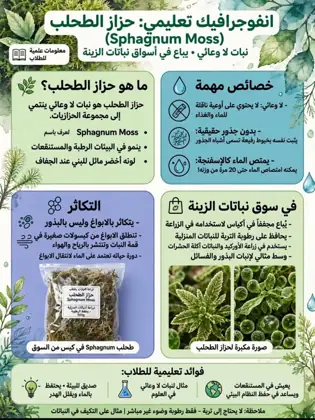 انفوجرافيك تعليمي: حزاز الطحلب
(Sphagnum Moss)
نبات لا وعائي • يباع في أسواق نباتات الزينة
معلومات علمية
للطلاب
خصائص مهمة
- لا وعائي: لا يحتوي على أوعية ناقلة
للماء والغذاء
- بدون جذور حقيقية:
يثبت نفسه بخيوط رفيعة تسمى أشباه الجذور
- يمتص الماء كالإسفنجة:
يمكنه امتصاص الماء حتى 20 مرة من وزنه
ما هو حزاز الطحلب؟
حزاز الطحلب هو نبات لا وعائي ينتمي
إلى مجموعة الحزازيات.
Sphagnum Moss لعرف باسم
ينمو في البيئات الرطبة والمستنقعات
لونه أخضر مائل للبني عند الجفاف
في سوق نباتات الزينة
- يُباع مجففاً في أكياس لاستخدامه في الزراعة
يحافظ على رطوبة التربة للنباتات المنزلية
- يستخدم في زراعة الأوركيد والنباتات آكلة الحشرات
- وسط مثالي لإنبات البذور والفسائل
صورة مكبرة لحزاز الطحلب
التكاثر
- يتكاثر بالأبواغ وليس بالبذور
- تنطلق الأبواغ من كبسولات صغيرة في
قمة النبات وتنتشر بالرياح والهواء
- دورة حياته تعتمد على الماء لانتقال الأبواغ
حزاز الطحلب
Sphagnum Moss
طحلب Sphagnum في كيس من السوق
فوائد تعليمية للطلاب:
يعيش في المستنقعات
ويساعد في حفظ النظام البيئي
مثال لنبات لا وعائي
في العلوم
صديق للبيئة • يحتفظ
بالماء ويقلل الهدر
ملاحظة: لا يحتاج إلى تربة – فقط رطوبة وضوء غير مباشر | مثال على التكيف في النباتات